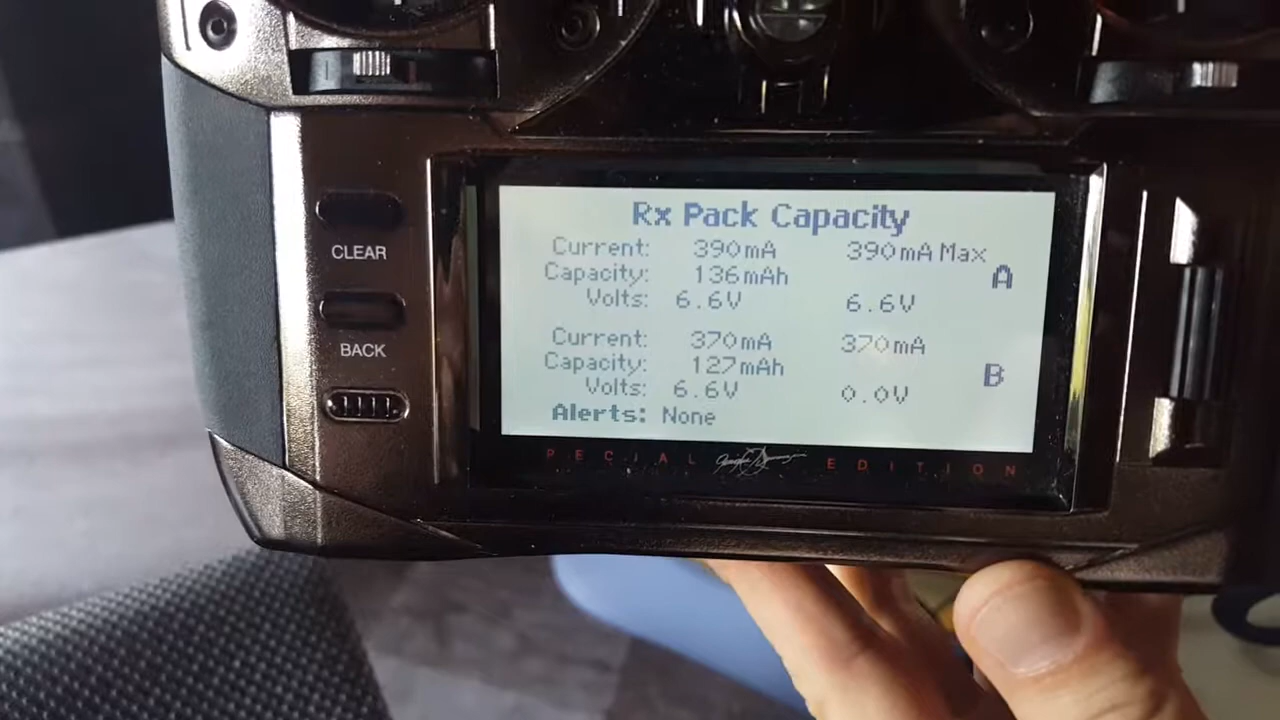 CLEAR
BACK
Rx Pack Capacity
Current: 390mA 390mA Max
Capacity: 136mAh
A
Volts: 6.6V 6.6V
Current: 370mA 370mA
Capacity: 127mAh
B
Volts: 6.6V 0.0V
Alerts: None
PECIAL EDITION